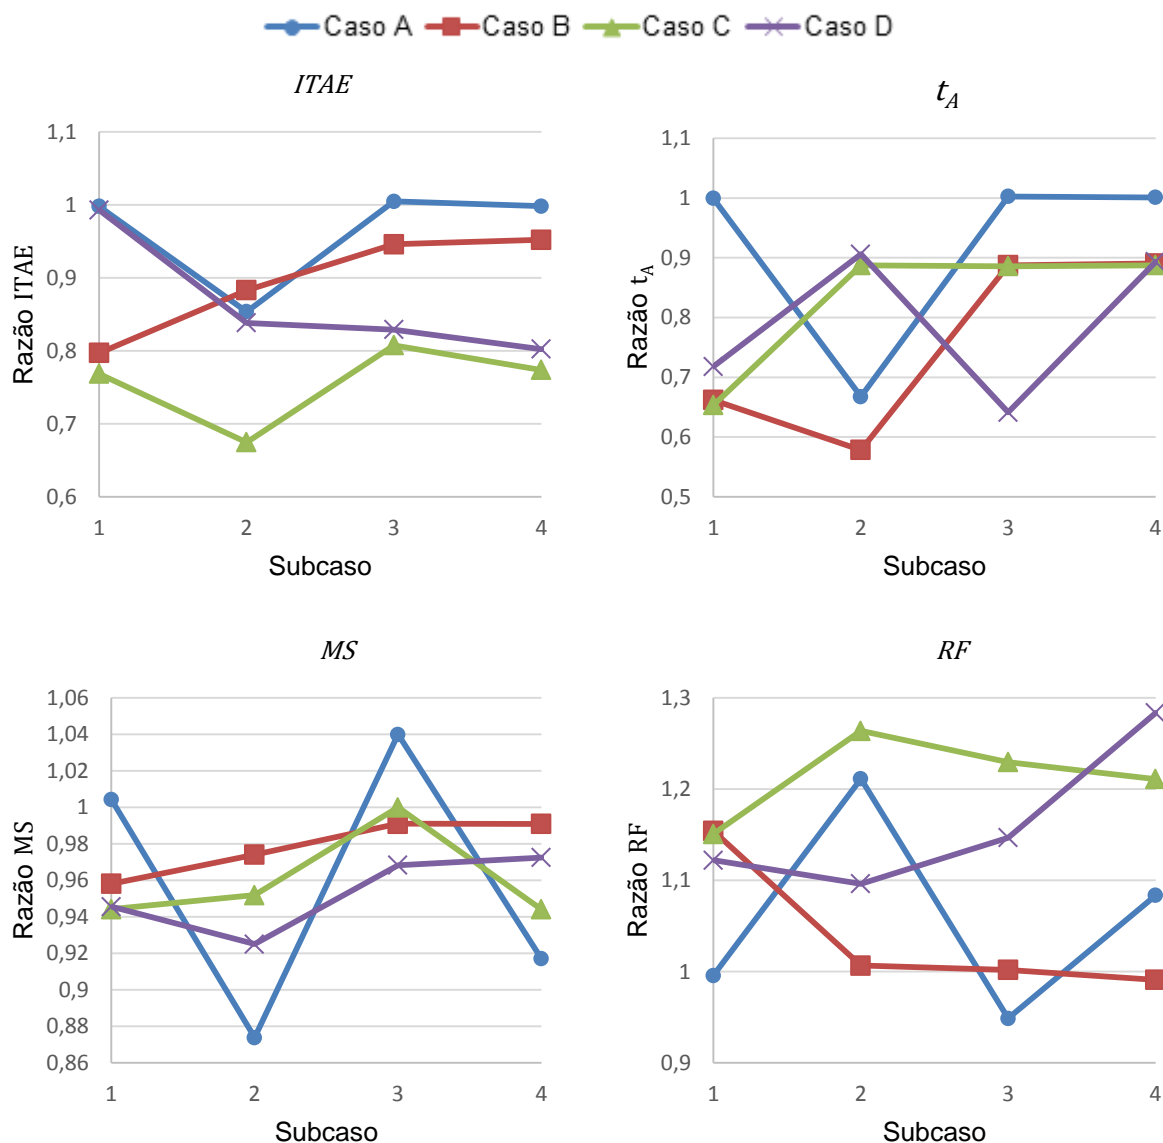 Caso A Caso B Caso C Caso D
ITAE
Razão ITAE
1,1
1
0,9
0,8
0,7
0,6
1 2 3 4
Subcaso
t_A
Razão t_A
1,1
1
0,9
0,8
0,7
0,6
0,5
1 2 3 4
Subcaso
MS
Razão MS
1,06
1,04
1,02
1
0,98
0,96
0,94
0,92
0,9
0,88
0,86
1 2 3 4
Subcaso
RF
Razão RF
1,3
1,2
1,1
1
0,9
1 2 3 4
Subcaso